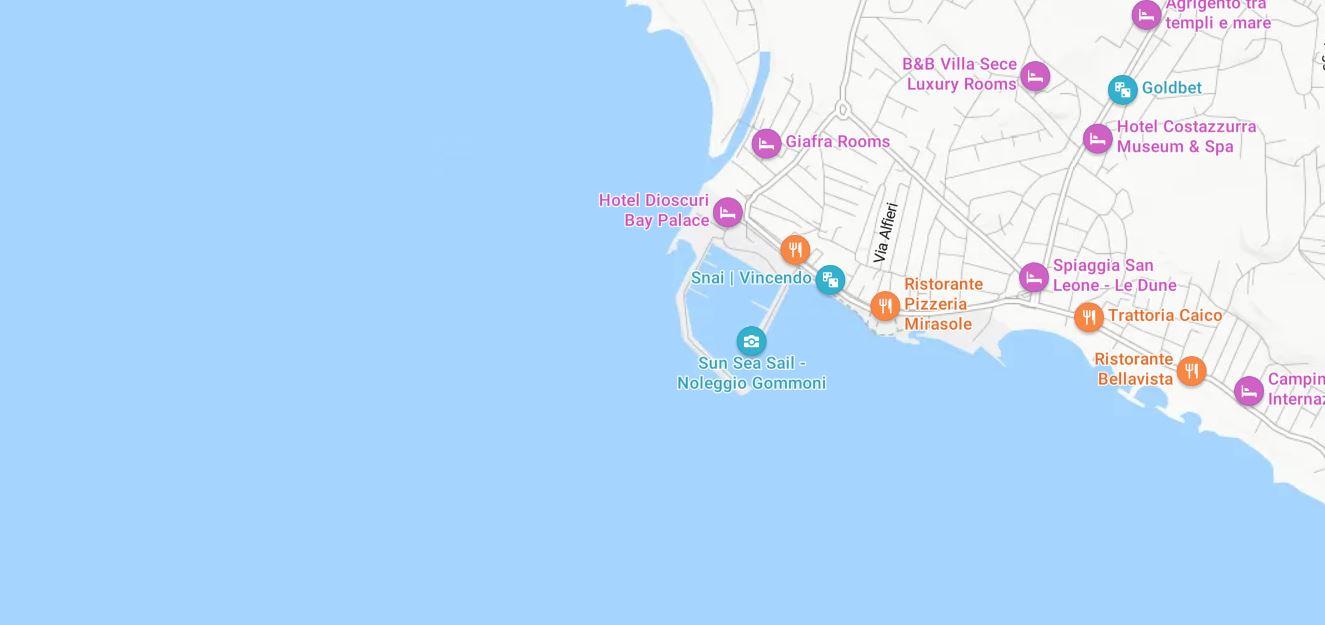 Agrigento tra
templi e mare
B&B Villa Sece
Luxury Rooms
Goldbet
Hotel Costazzurra
Museum & Spa
Giafra Rooms
Hotel Dioscuri
Bay Palace
Via Alfieri
Snai | Vincendo
Spiaggia San
Leone - Le Dune
Ristorante
Pizzeria
Mirasole
Trattoria Caico
Sun Sea Sail -
Noleggio Gommoni
Ristorante
Bellavista
Campin
Internaz